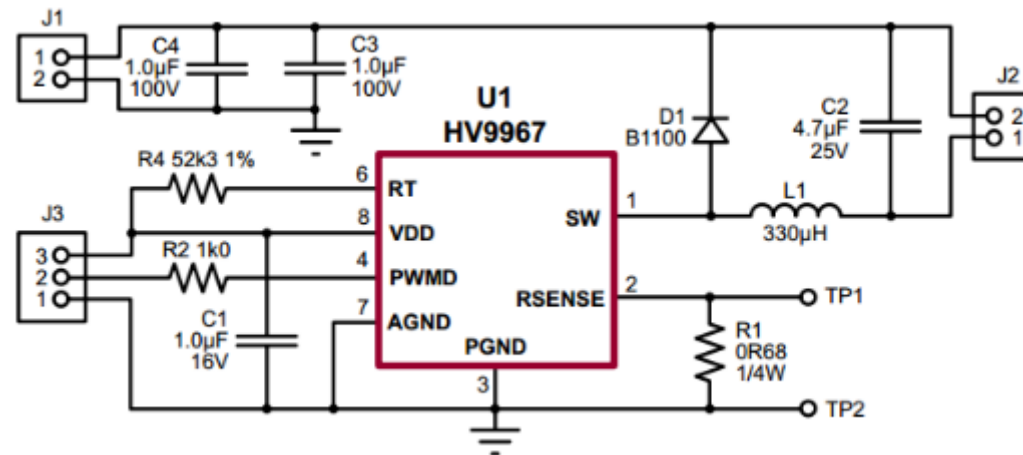 J1
1
2
C4
1.0µF
100V
C3
1.0µF
100V
U1
HV9967
D1
B1100
C2
4.7µF
25V
J2
2
1
R4 52k3 1%
6
RT
8
VDD
R2 1k0
4
PWMD
7
AGND
PGND
3
SW
1
RSENSE
2
L1
330µH
J3
3
2
1
C1
1.0µF
16V
R1
0R68
1/4W
TP1
TP2